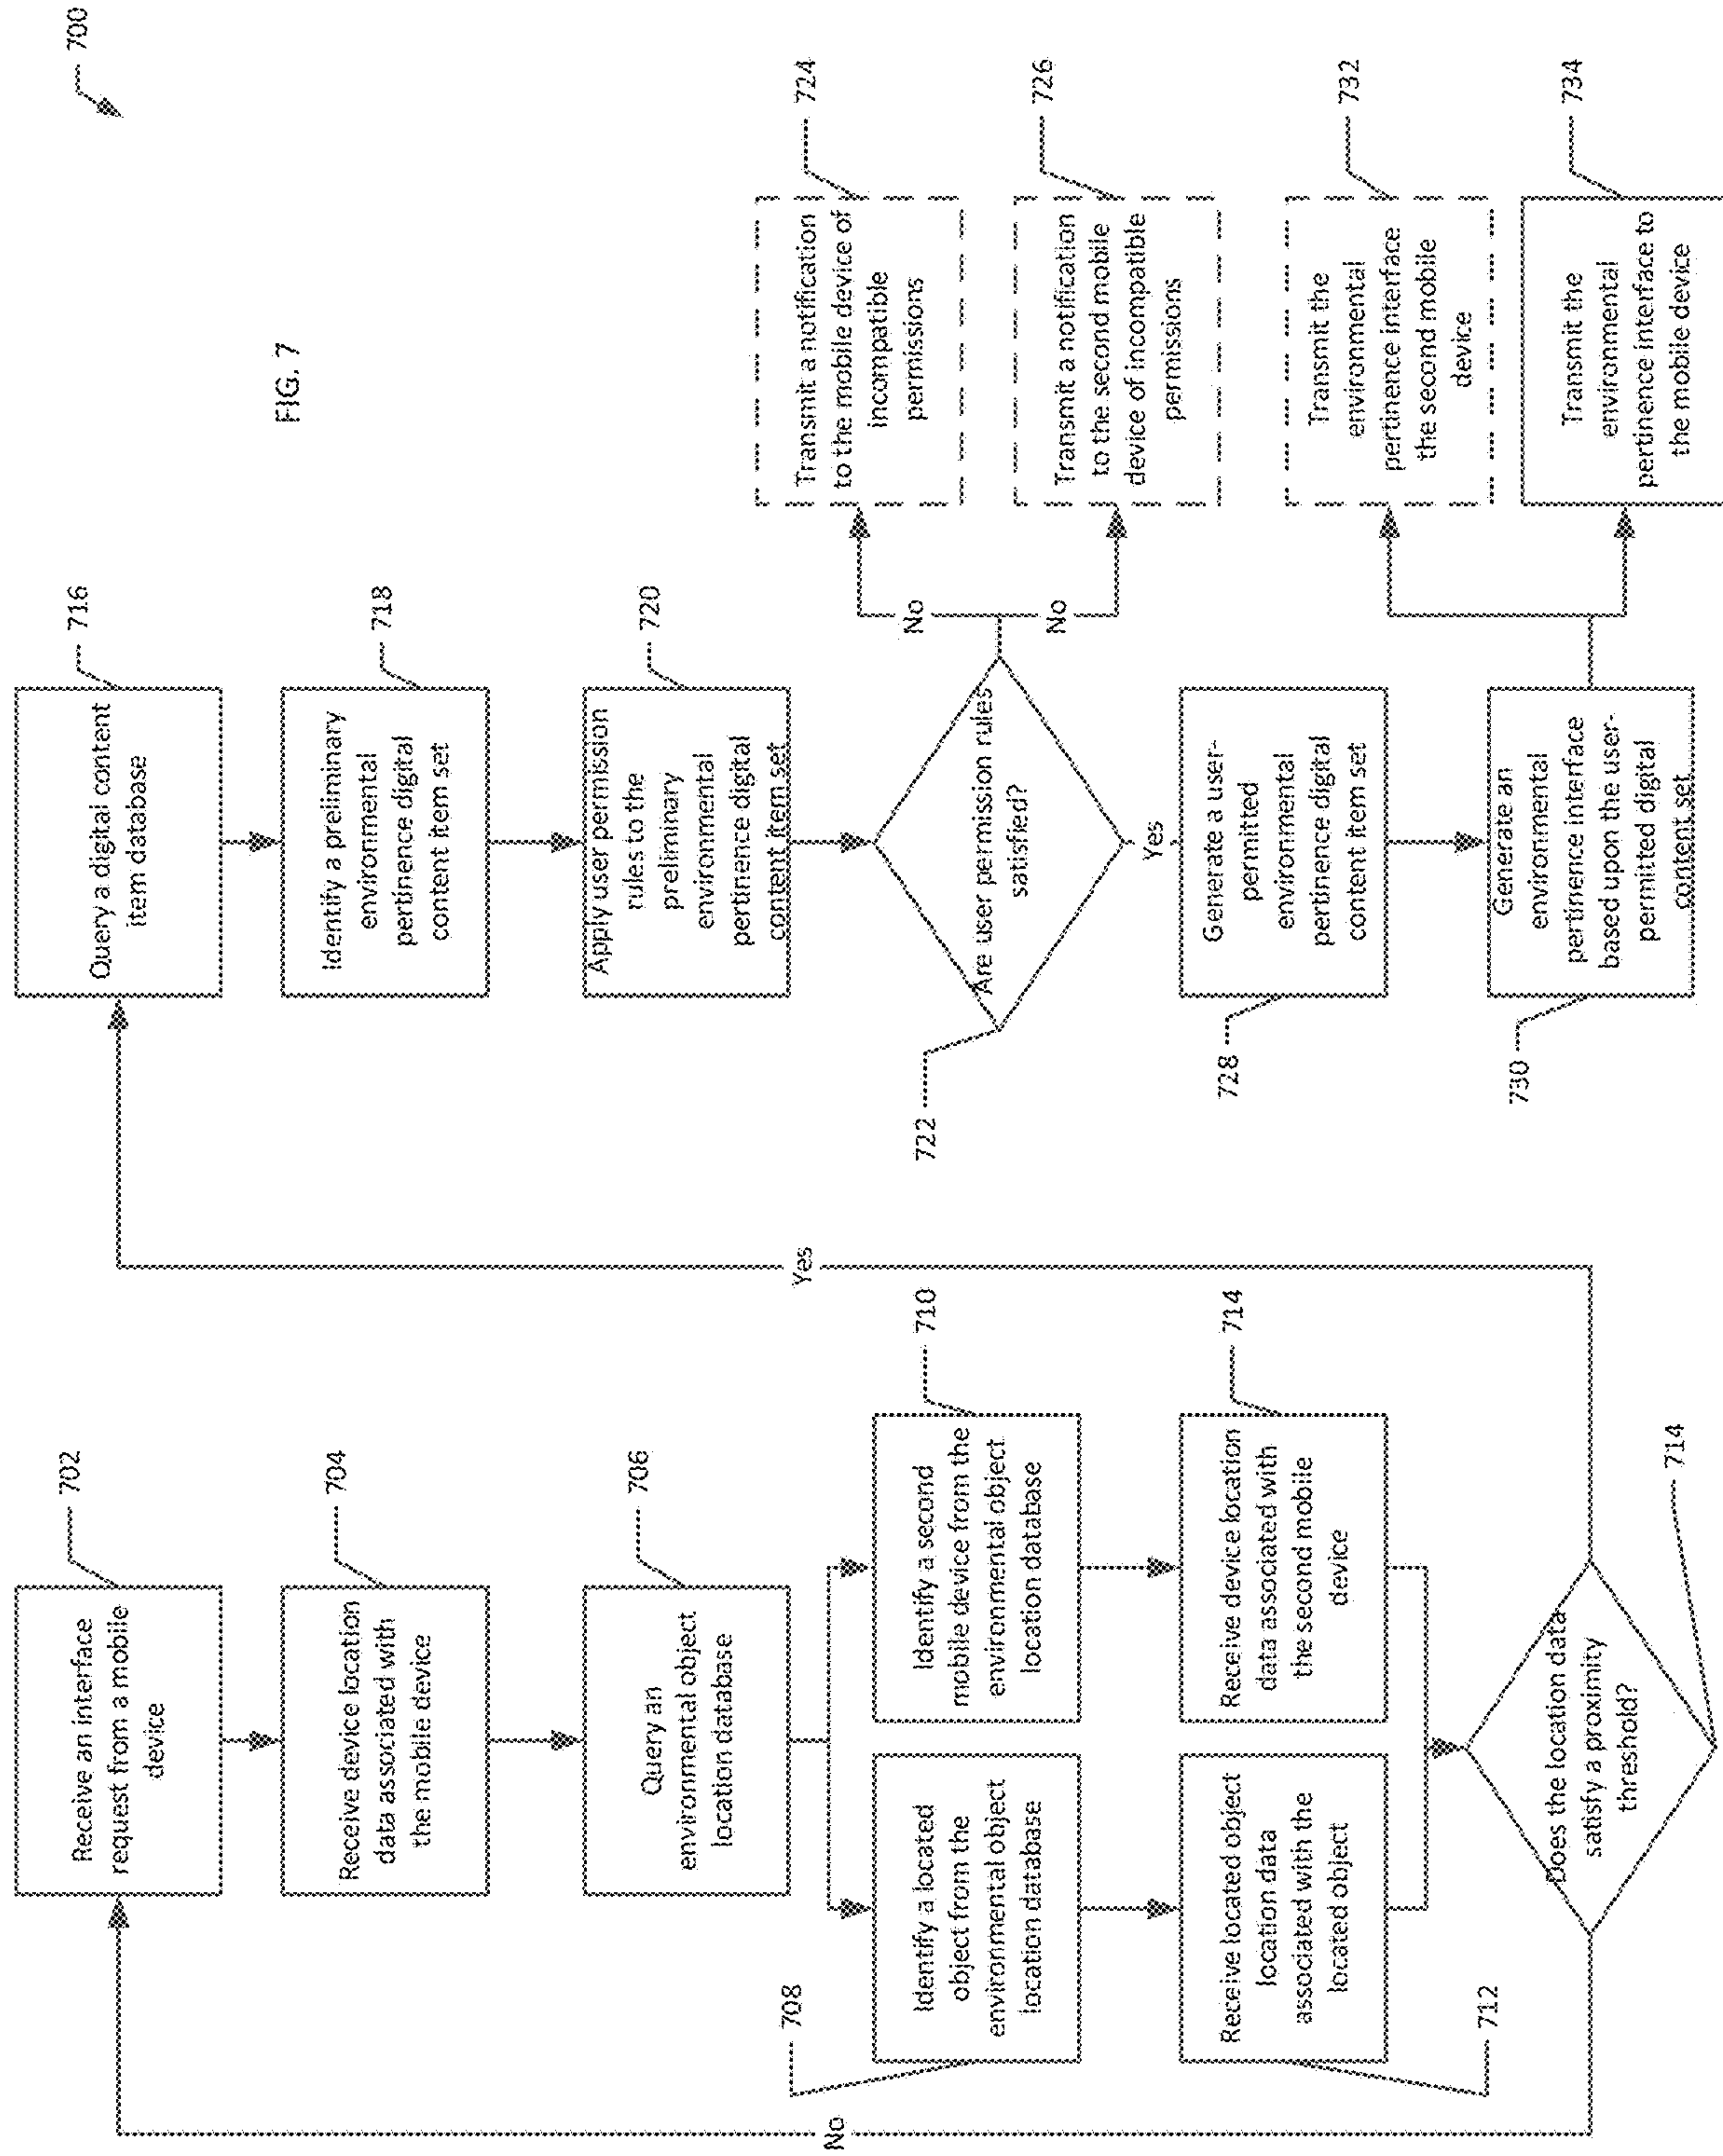 700
FIG. 7
702
Receive an interface
request from a mobile
device
704
Receive device location
data associated with
the mobile device
706
Query an
environmental object
location database
708
Identify a located
object from the
environmental object
location database
710
Identify a second
mobile device from the
environmental object
location database
712
Receive located object
location data
associated with the
located object
714
Receive device location
data associated with
the second mobile
device
Does the location data
satisfy a proximity
threshold?
714
No
Yes
716
Query a digital content
item database
718
Identify a preliminary
environmental
pertinence digital
content item set
720
Apply user permission
rules to the
preliminary
environmental
pertinence digital
content item set
722
Are user permission rules
satisfied?
No
No
724
Transmit a notification
to the mobile device of
incompatible
permissions
726
Transmit a notification
to the second mobile
device of incompatible
permissions
Yes
728
Generate a user-
permitted
environmental
pertinence digital
content item set
730
Generate an
environmental
pertinence interface
based upon the user-
permitted digital
content set
732
Transmit the
environmental
pertinence interface
the second mobile
device
734
Transmit the
environmental
pertinence interface to
the mobile device